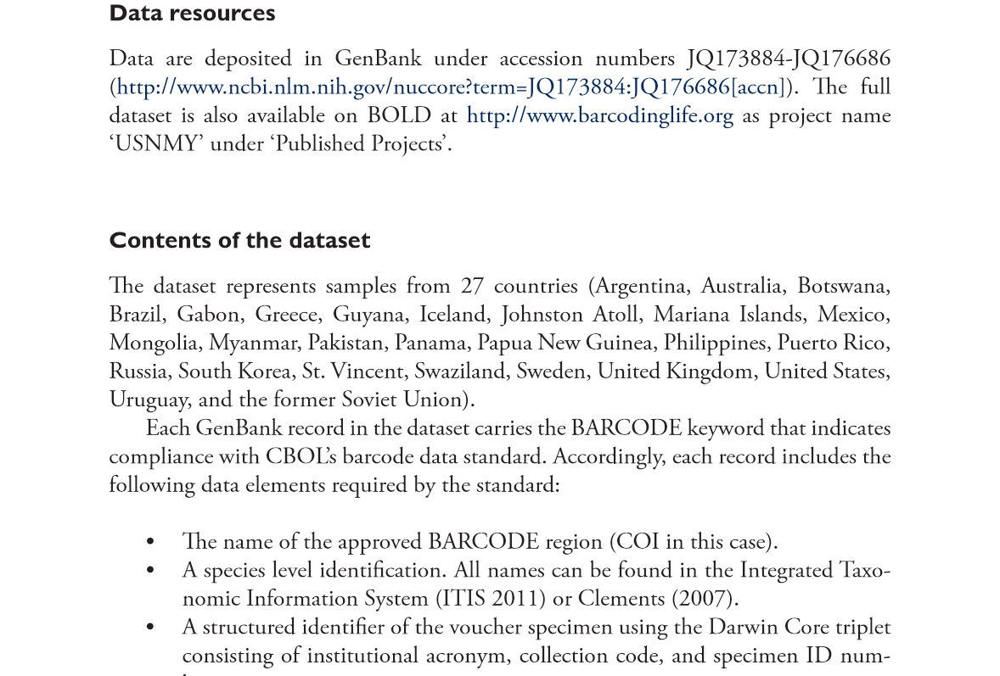 Data resources
Data are deposited in GenBank under accession numbers JQ173884-JQ176686
(http://www.ncbi.nlm.nih.gov/nuccore?term=JQ173884:JQ176686[accn]). The full
dataset is also available on BOLD at http://www.barcodinglife.org as project name
‘USNMY’ under ‘Published Projects’.
Contents of the dataset
The dataset represents samples from 27 countries (Argentina, Australia, Botswana,
Brazil, Gabon, Greece, Guyana, Iceland, Johnston Atoll, Mariana Islands, Mexico,
Mongolia, Myanmar, Pakistan, Panama, Papua New Guinea, Philippines, Puerto Rico,
Russia, South Korea, St. Vincent, Swaziland, Sweden, United Kingdom, United States,
Uruguay, and the former Soviet Union).
Each GenBank record in the dataset carries the BARCODE keyword that indicates
compliance with CBOL’s barcode data standard. Accordingly, each record includes the
following data elements required by the standard:
• The name of the approved BARCODE region (COI in this case).
• A species level identification. All names can be found in the Integrated Taxo-
nomic Information System (ITIS 2011) or Clements (2007).
• A structured identifier of the voucher specimen using the Darwin Core triplet
consisting of institutional acronym, collection code, and specimen ID num-